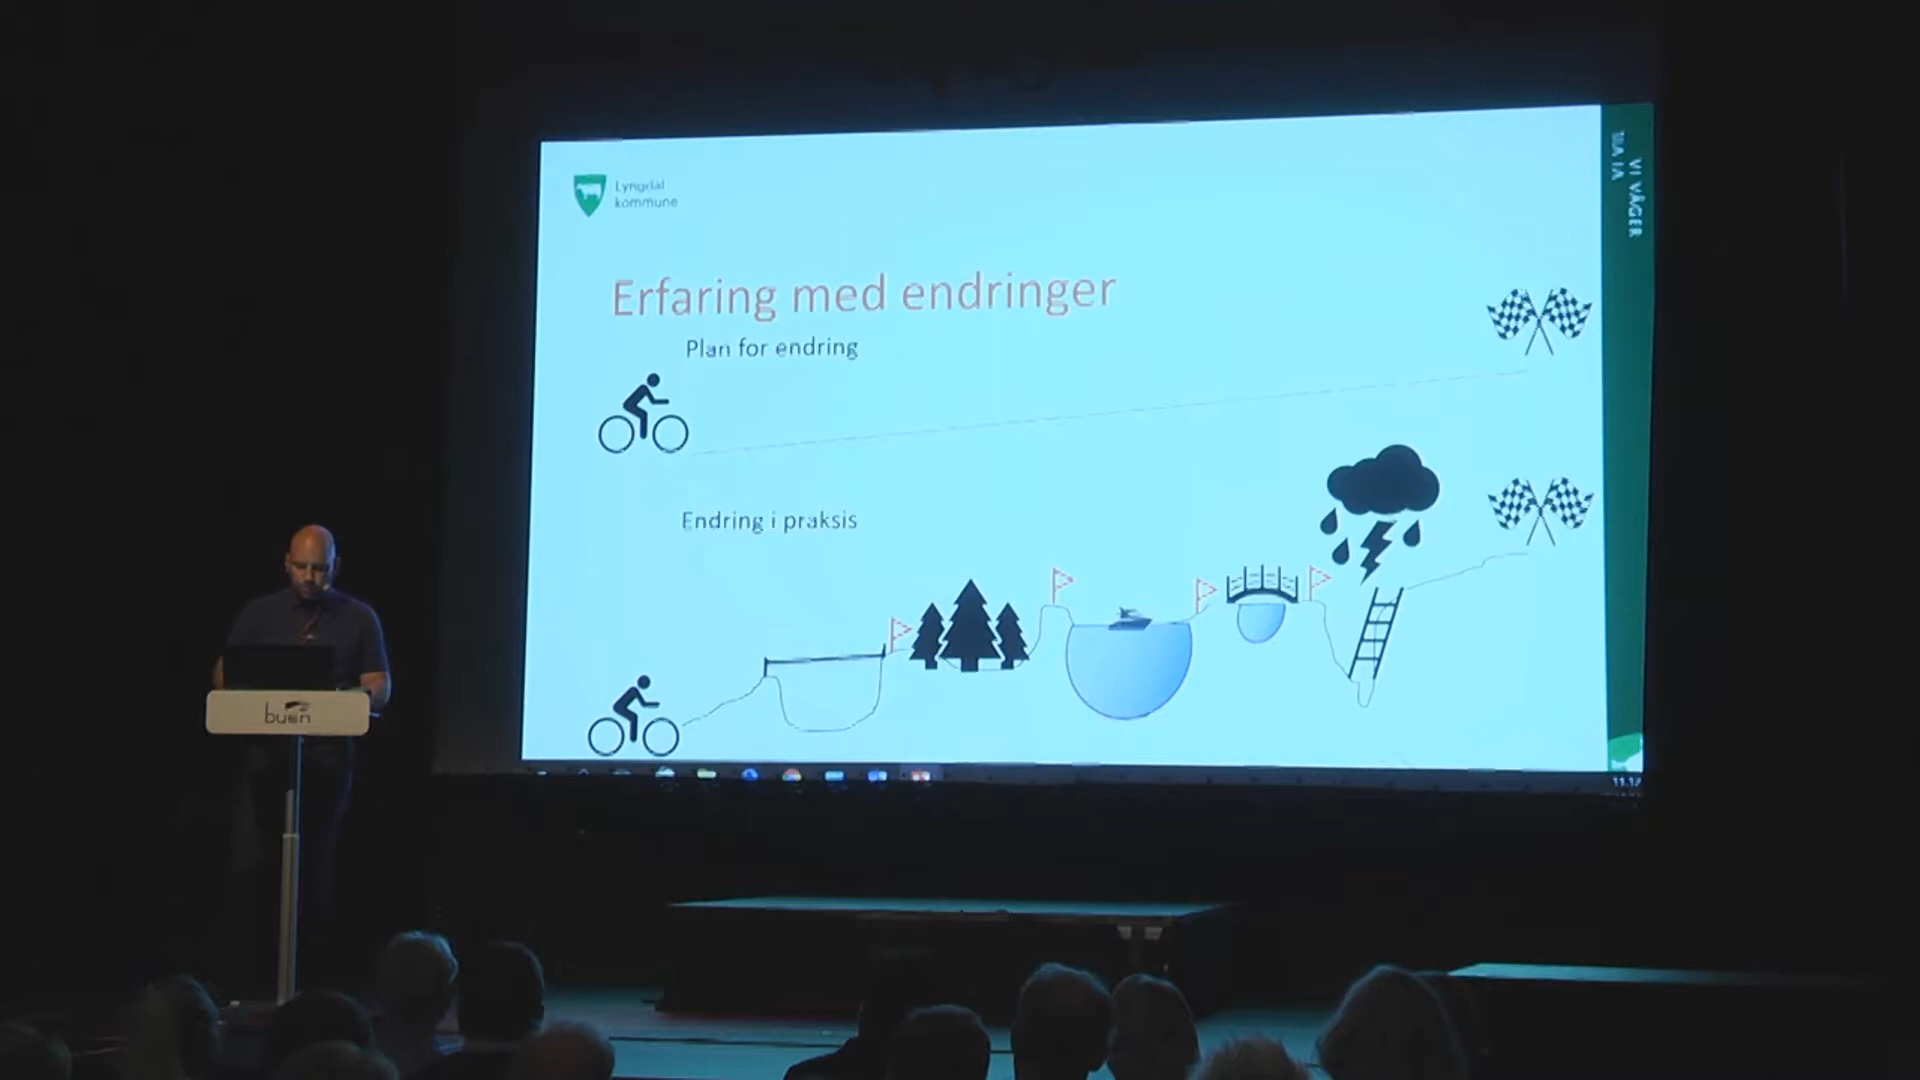 Lyngdal
kommune
Erfaring med endringer
Plan for endring
Endring i praksis
VI VÅGER
buen